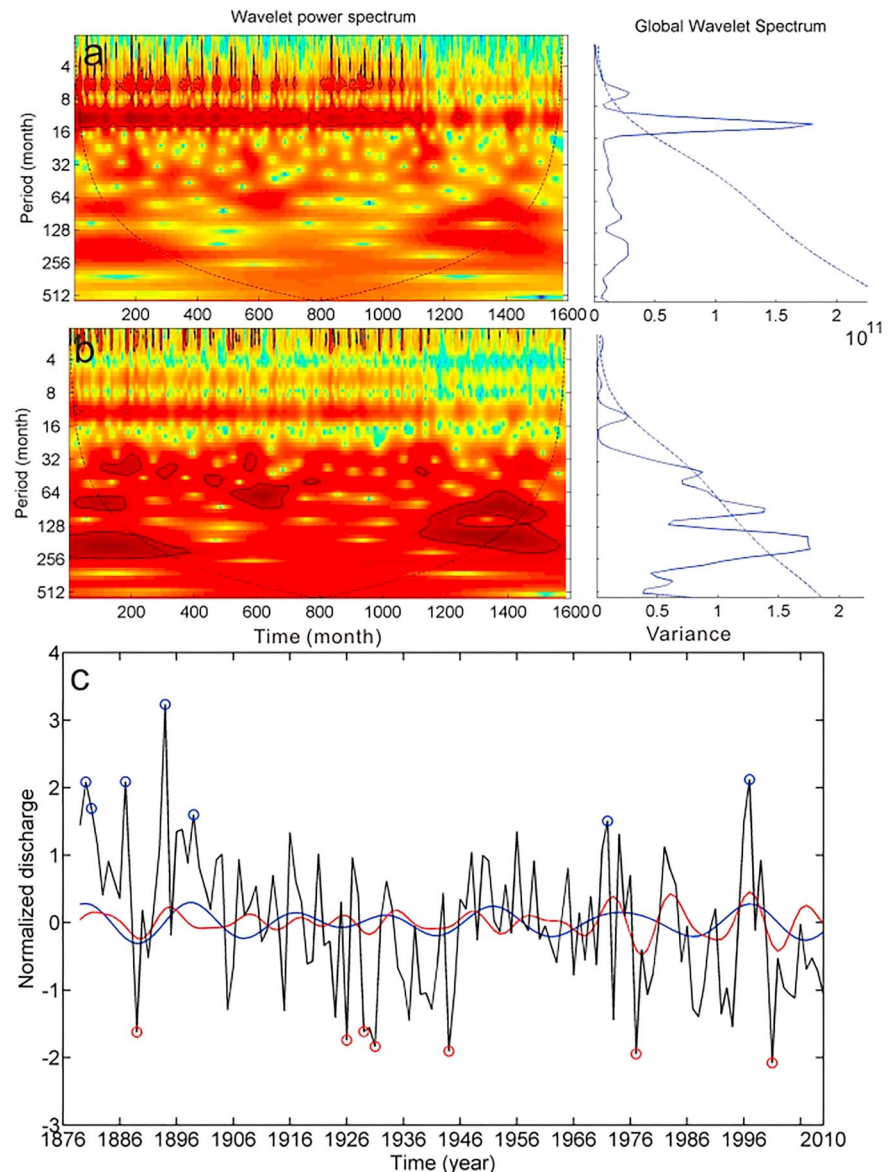 Wavelet power spectrum
Global Wavelet Spectrum
a
Period (month)
4
8
16
32
64
128
256
512
200 400 600 800 1000 1200 1400 1600
0 0.5 1 1.5 2
10^11
b
Period (month)
4
8
16
32
64
128
256
512
200 400 600 800 1000 1200 1400 1600
Time (month)
0 0.5 1 1.5 2
Variance
c
Normalized discharge
4
3
2
1
0
-1
-2
-3
1876 1886 1896 1906 1916 1926 1936 1946 1956 1966 1976 1986 1996 2010
Time (year)